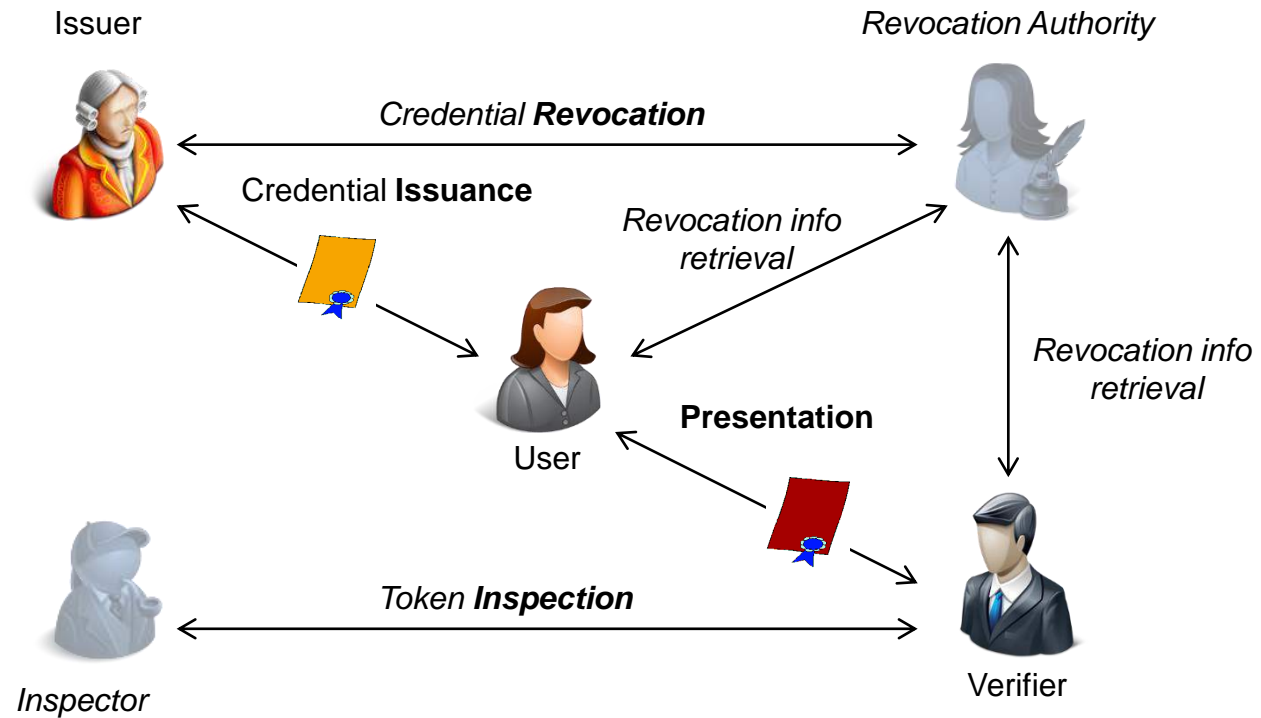 Issuer
Revocation Authority
Credential Revocation
Credential Issuance
Revocation info
retrieval
Revocation info
retrieval
Presentation
User
Token Inspection
Verifier
Inspector